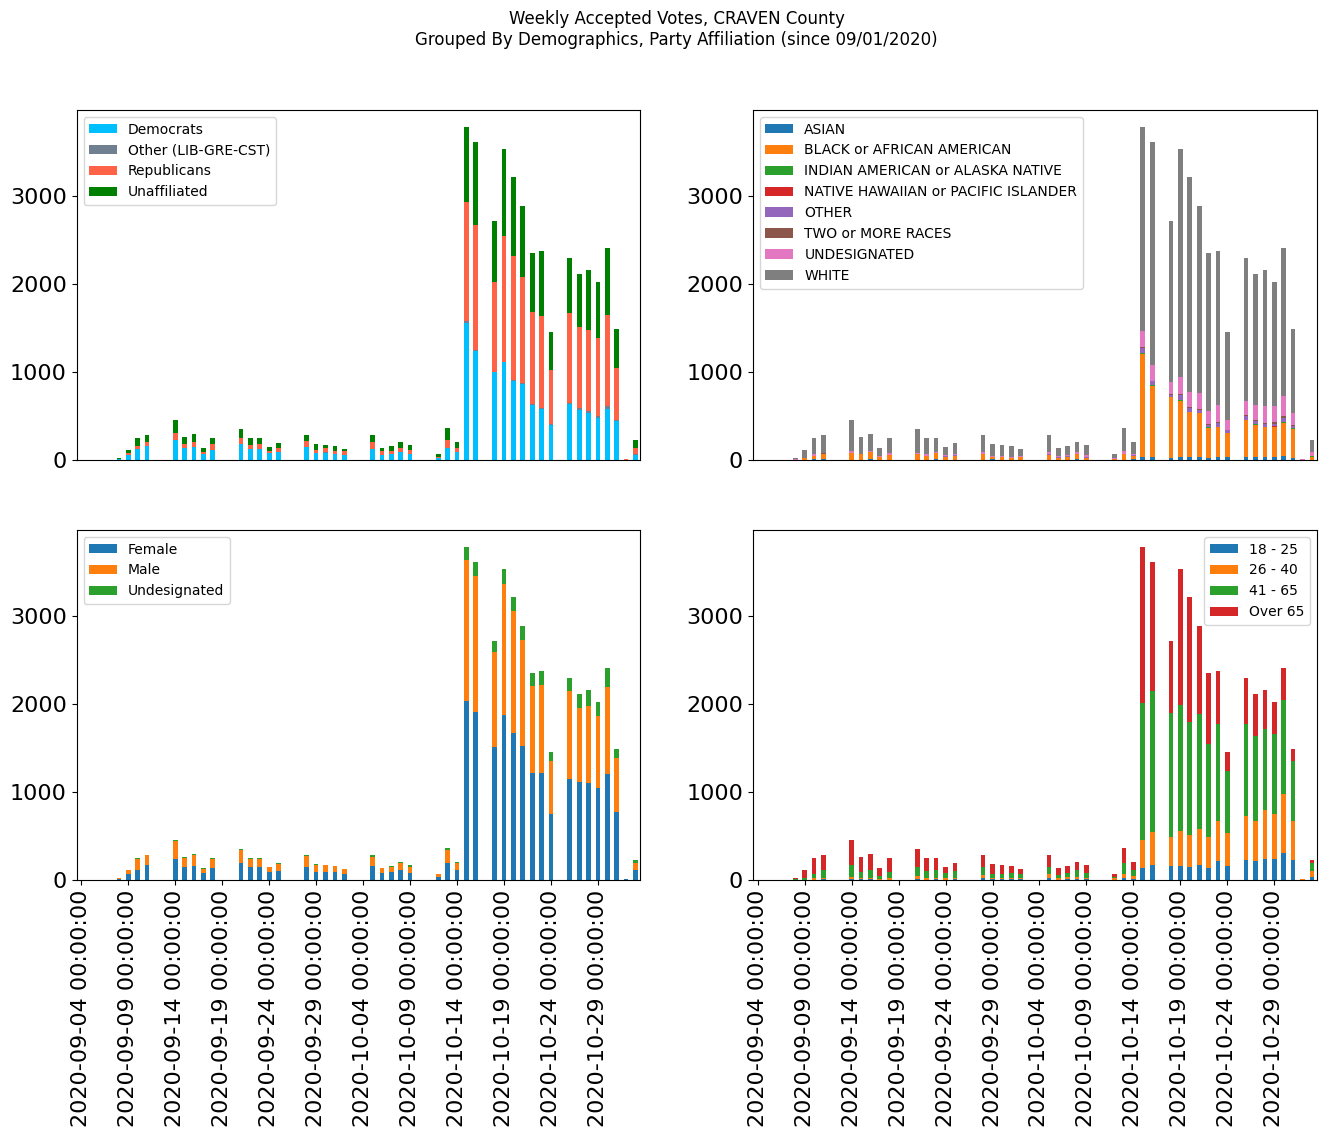 Weekly Accepted Votes, CRAVEN County
Grouped By Demographics, Party Affiliation (since 09/01/2020)
Democrats
Other (LIB-GRE-CST)
Republicans
Unaffiliated
3000
2000
1000
0
ASIAN
BLACK or AFRICAN AMERICAN
INDIAN AMERICAN or ALASKA NATIVE
NATIVE HAWAIIAN or PACIFIC ISLANDER
OTHER
TWO or MORE RACES
UNDESIGNATED
WHITE
3000
2000
1000
0
Female
Male
Undesignated
3000
2000
1000
0
2020-09-04 00:00:00
2020-09-09 00:00:00
2020-09-14 00:00:00
2020-09-19 00:00:00
2020-09-24 00:00:00
2020-09-29 00:00:00
2020-10-04 00:00:00
2020-10-09 00:00:00
2020-10-14 00:00:00
2020-10-19 00:00:00
2020-10-24 00:00:00
2020-10-29 00:00:00
18 - 25
26 - 40
41 - 65
Over 65
3000
2000
1000
0
2020-09-04 00:00:00
2020-09-09 00:00:00
2020-09-14 00:00:00
2020-09-19 00:00:00
2020-09-24 00:00:00
2020-09-29 00:00:00
2020-10-04 00:00:00
2020-10-09 00:00:00
2020-10-14 00:00:00
2020-10-19 00:00:00
2020-10-24 00:00:00
2020-10-29 00:00:00